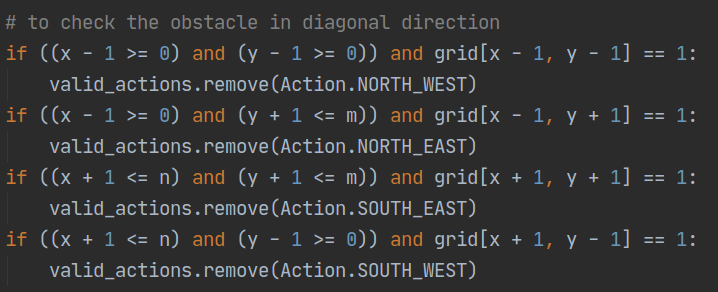 # to check the obstacle in diagonal direction
if ((x - 1 >= 0) and (y - 1 >= 0)) and grid[x - 1, y - 1] == 1:
    valid_actions.remove(Action.NORTH_WEST)
if ((x - 1 >= 0) and (y + 1 <= m)) and grid[x - 1, y + 1] == 1:
    valid_actions.remove(Action.NORTH_EAST)
if ((x + 1 <= n) and (y + 1 <= m)) and grid[x + 1, y + 1] == 1:
    valid_actions.remove(Action.SOUTH_EAST)
if ((x + 1 <= n) and (y - 1 >= 0)) and grid[x + 1, y - 1] == 1:
    valid_actions.remove(Action.SOUTH_WEST)